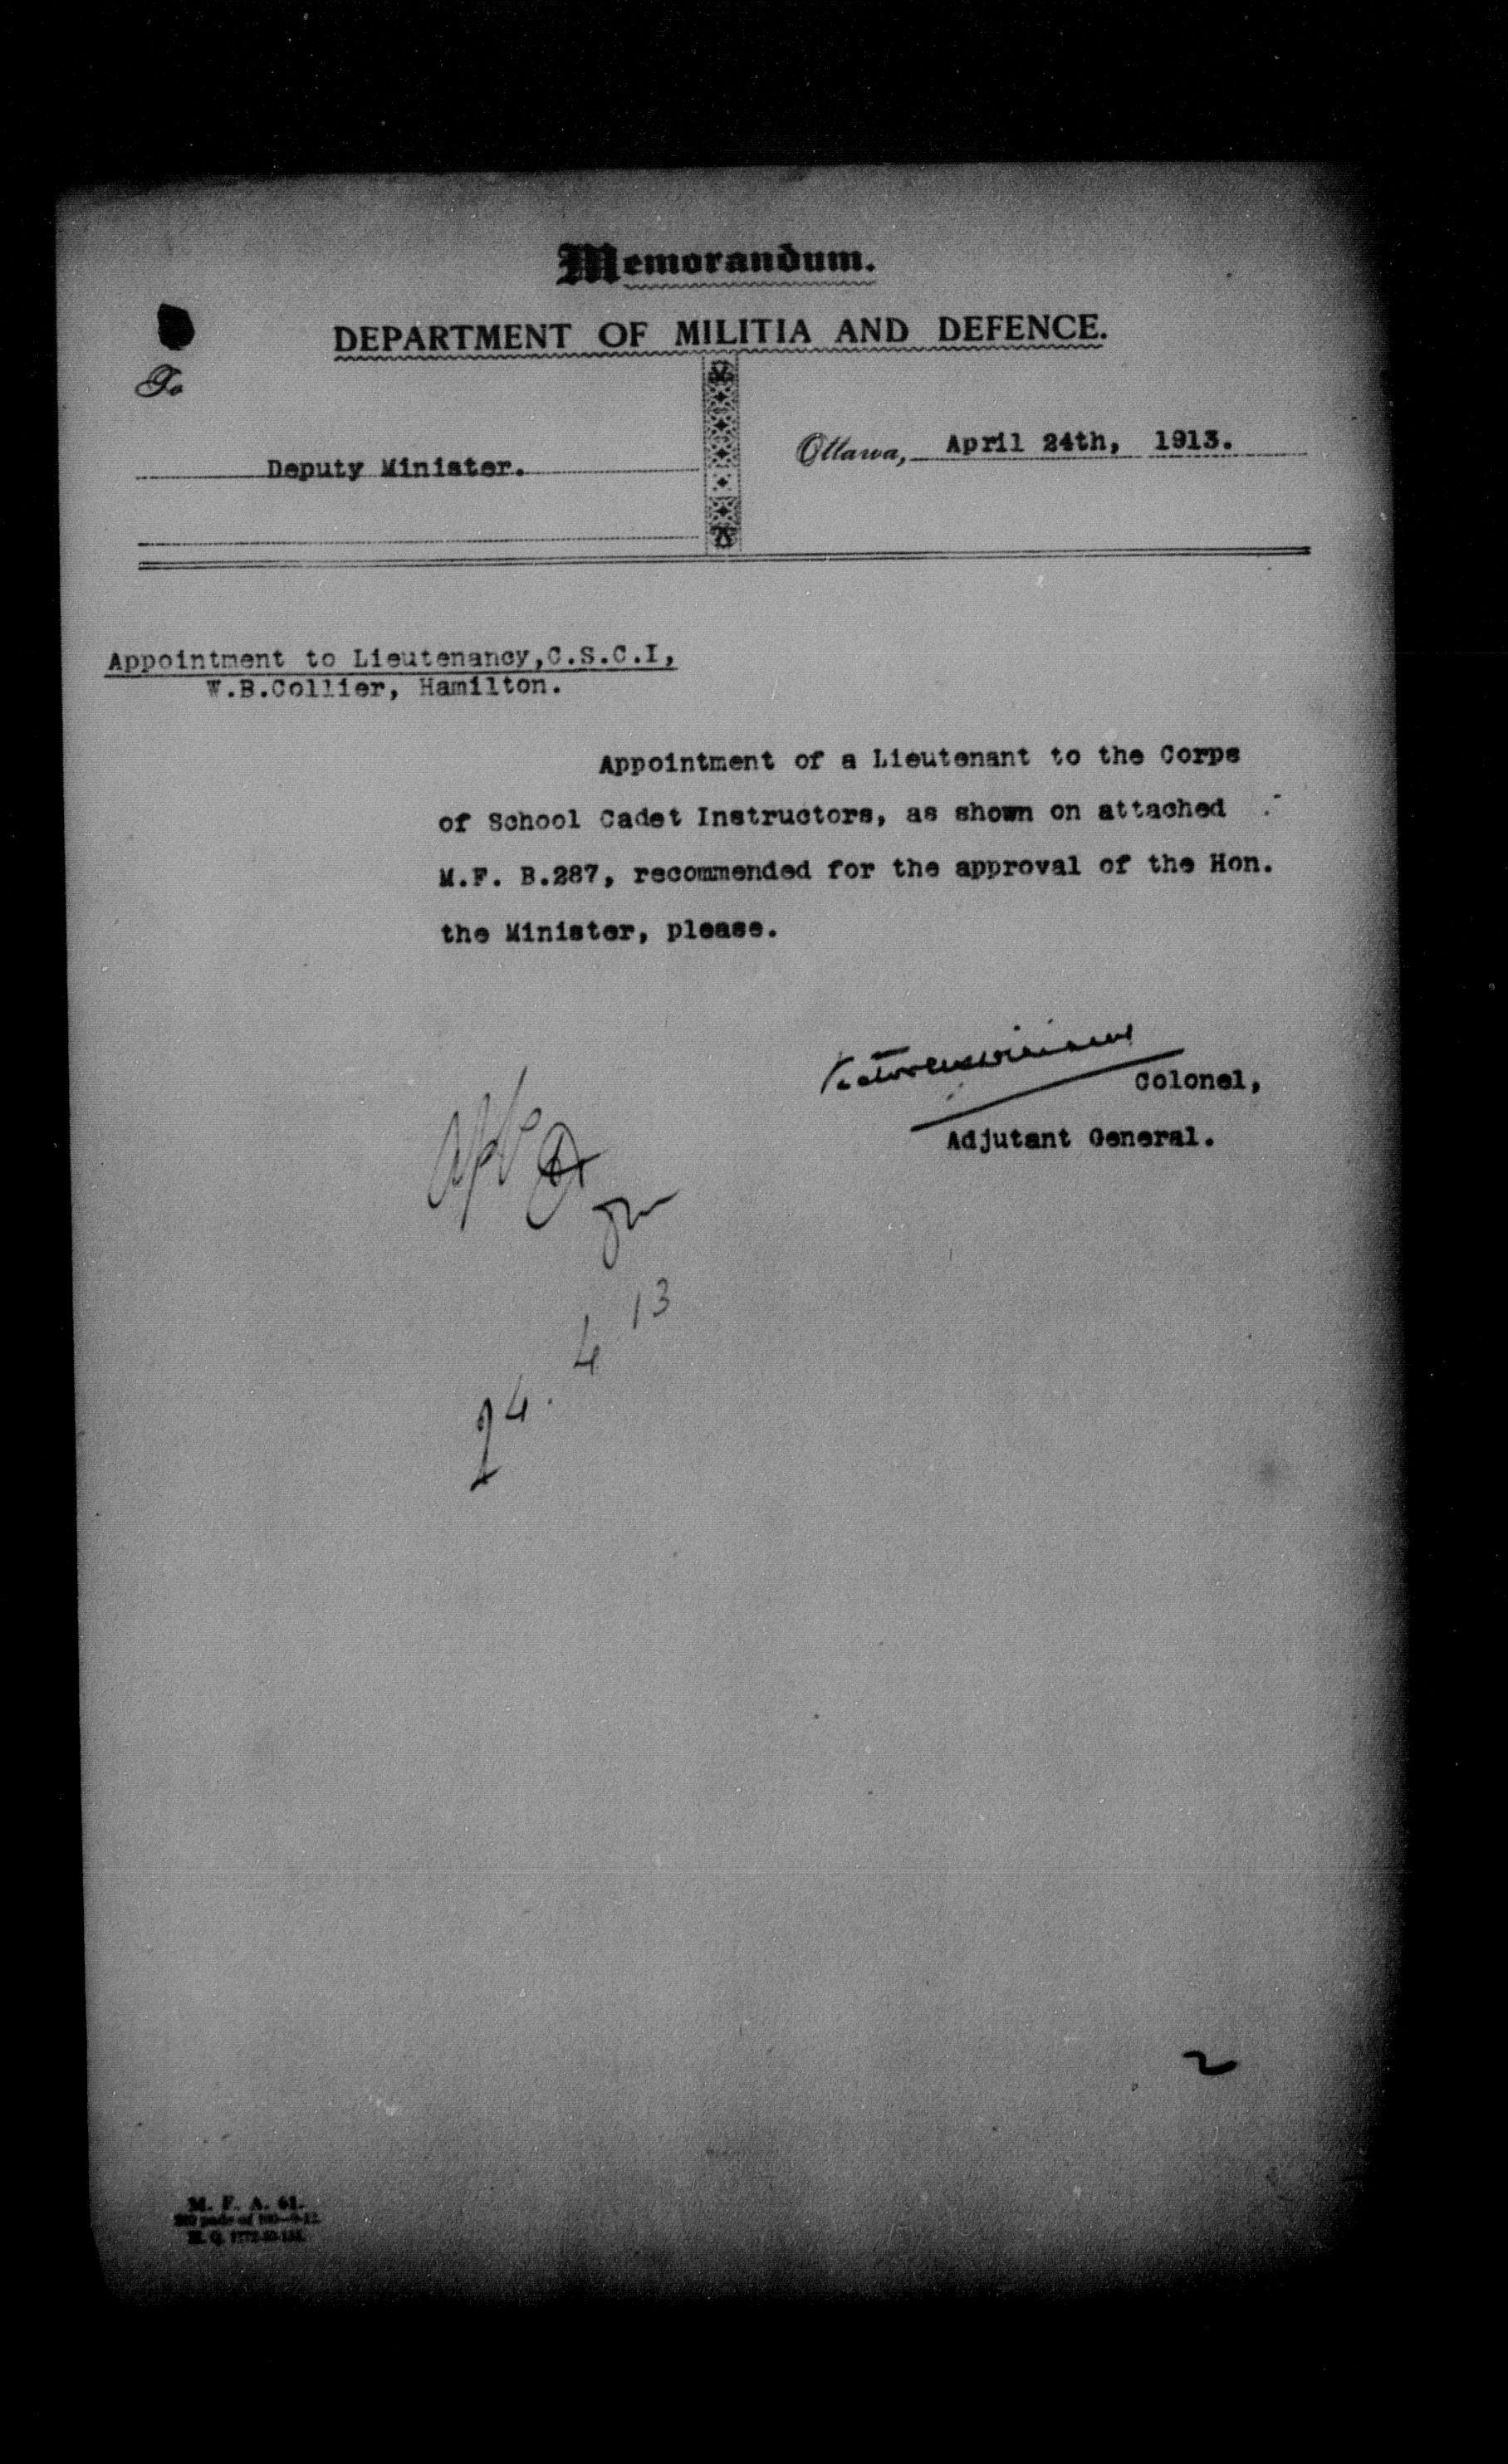 Memorandum.
DEPARTMENT OF MILITIA AND DEFENCE.
To
Deputy Minister.
Ottawa, April 24th, 1913.
Appointment to Lieutenancy,C.S.C.I,
W.B.Collier, Hamilton.
Appointment of a Lieutenant to the Corps
of School Cadet Instructors, as shown on attached
M.F. B.287, recommended for the approval of the Hon.
the Minister, please.
Colonel,
Adjutant General.
24. 4 13
2
M. F. A. 61.